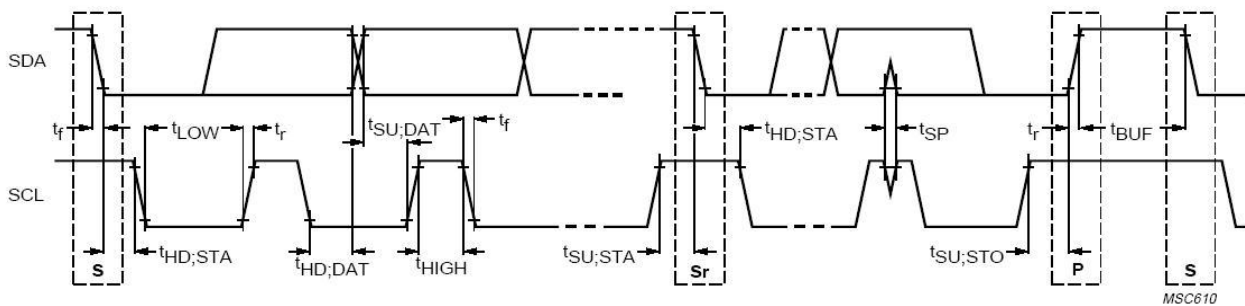 SDA
t_f t_LOW t_r t_SU;DAT t_f t_HD;STA t_SP t_r t_BUF
SCL
t_HD;STA t_HD;DAT t_HIGH t_SU;STA t_SU;STO
S Sr P S
MSC610